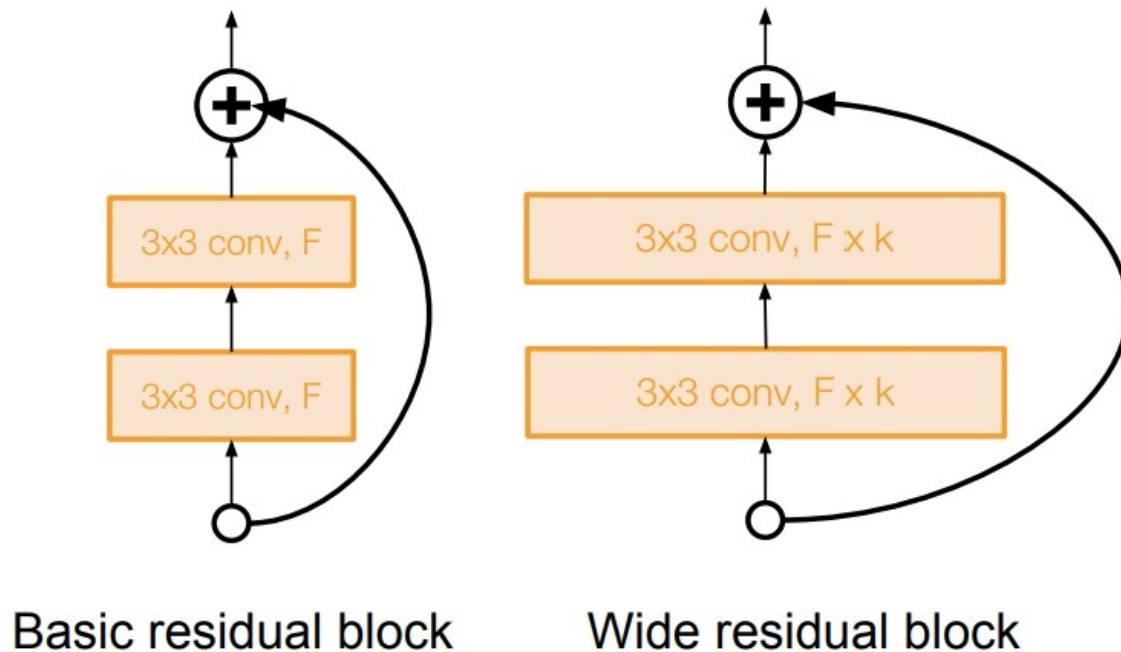 3x3 conv, F
3x3 conv, F
Basic residual block
3x3 conv, F x k
3x3 conv, F x k
Wide residual block